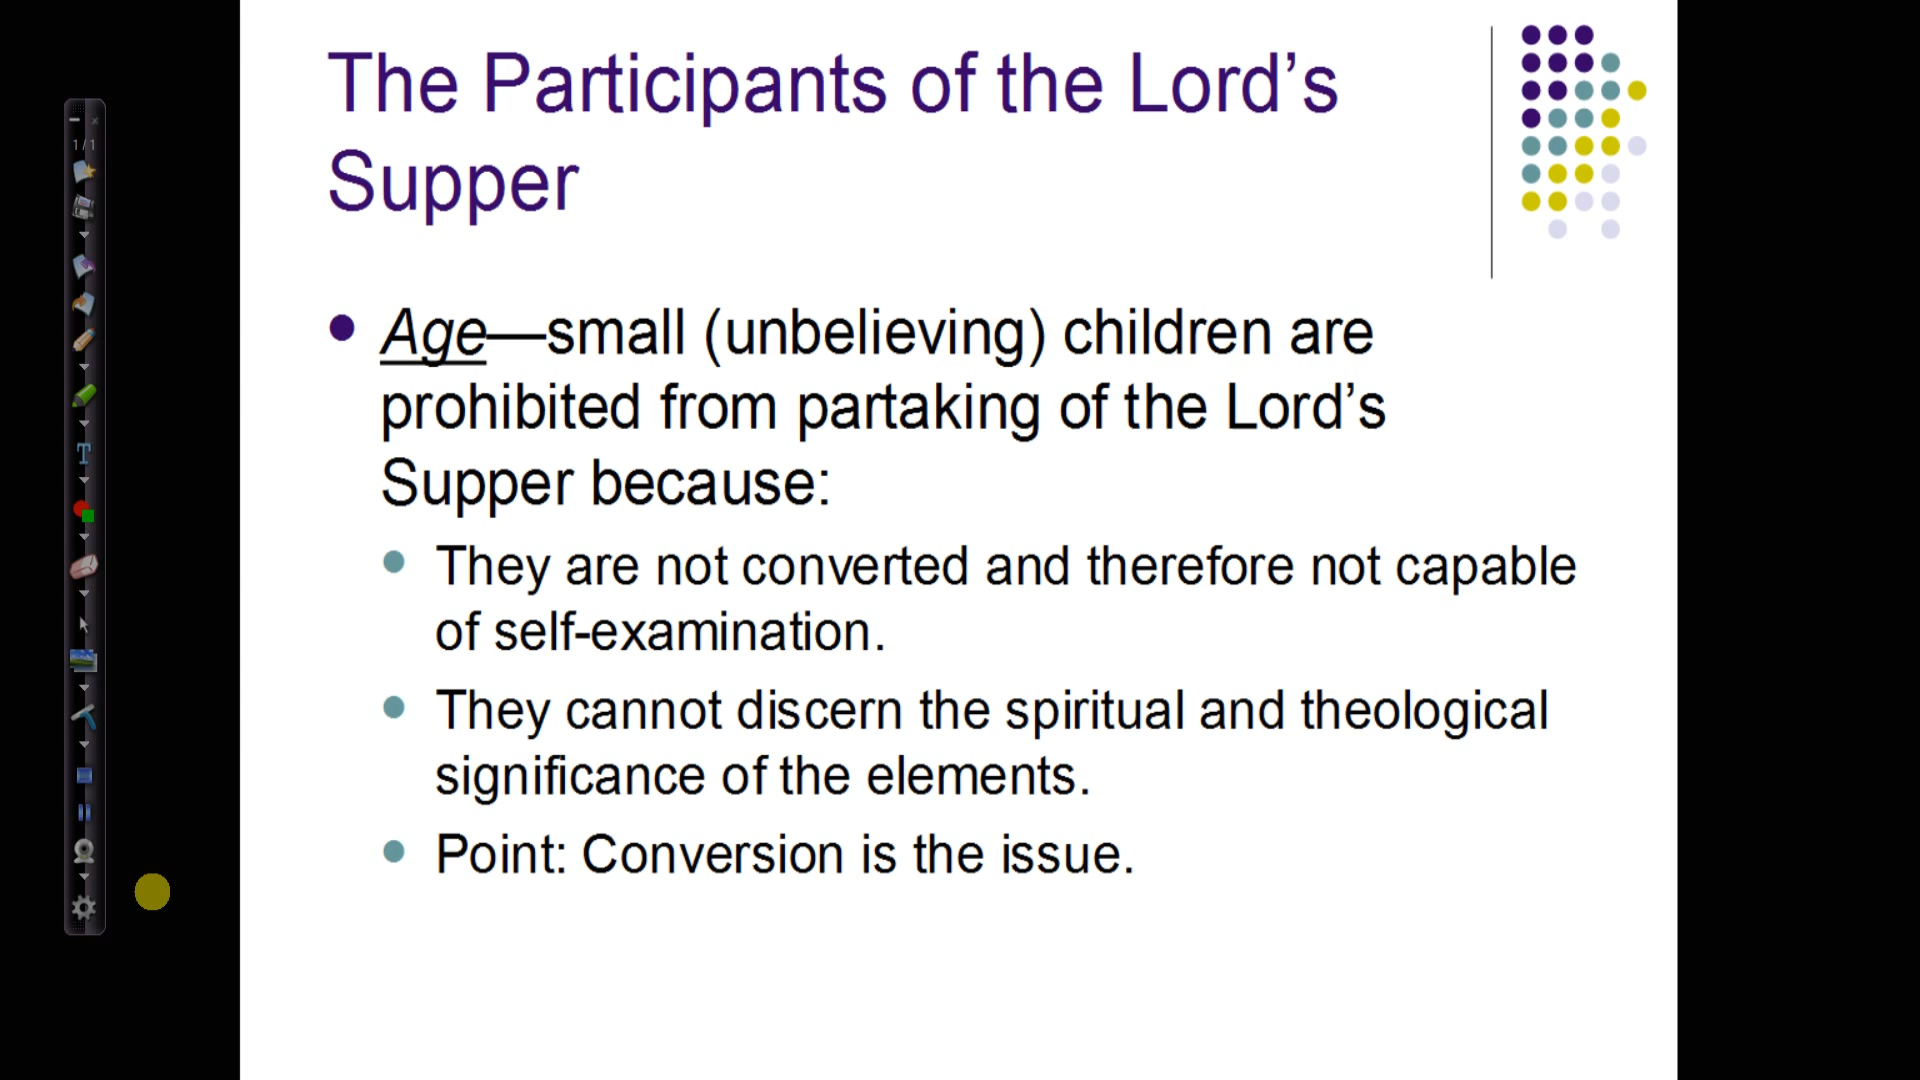 The Participants of the Lord’s
Supper
1/1
Age—small (unbelieving) children are
prohibited from partaking of the Lord’s
Supper because:
They are not converted and therefore not capable
of self-examination.
They cannot discern the spiritual and theological
significance of the elements.
Point: Conversion is the issue.
T